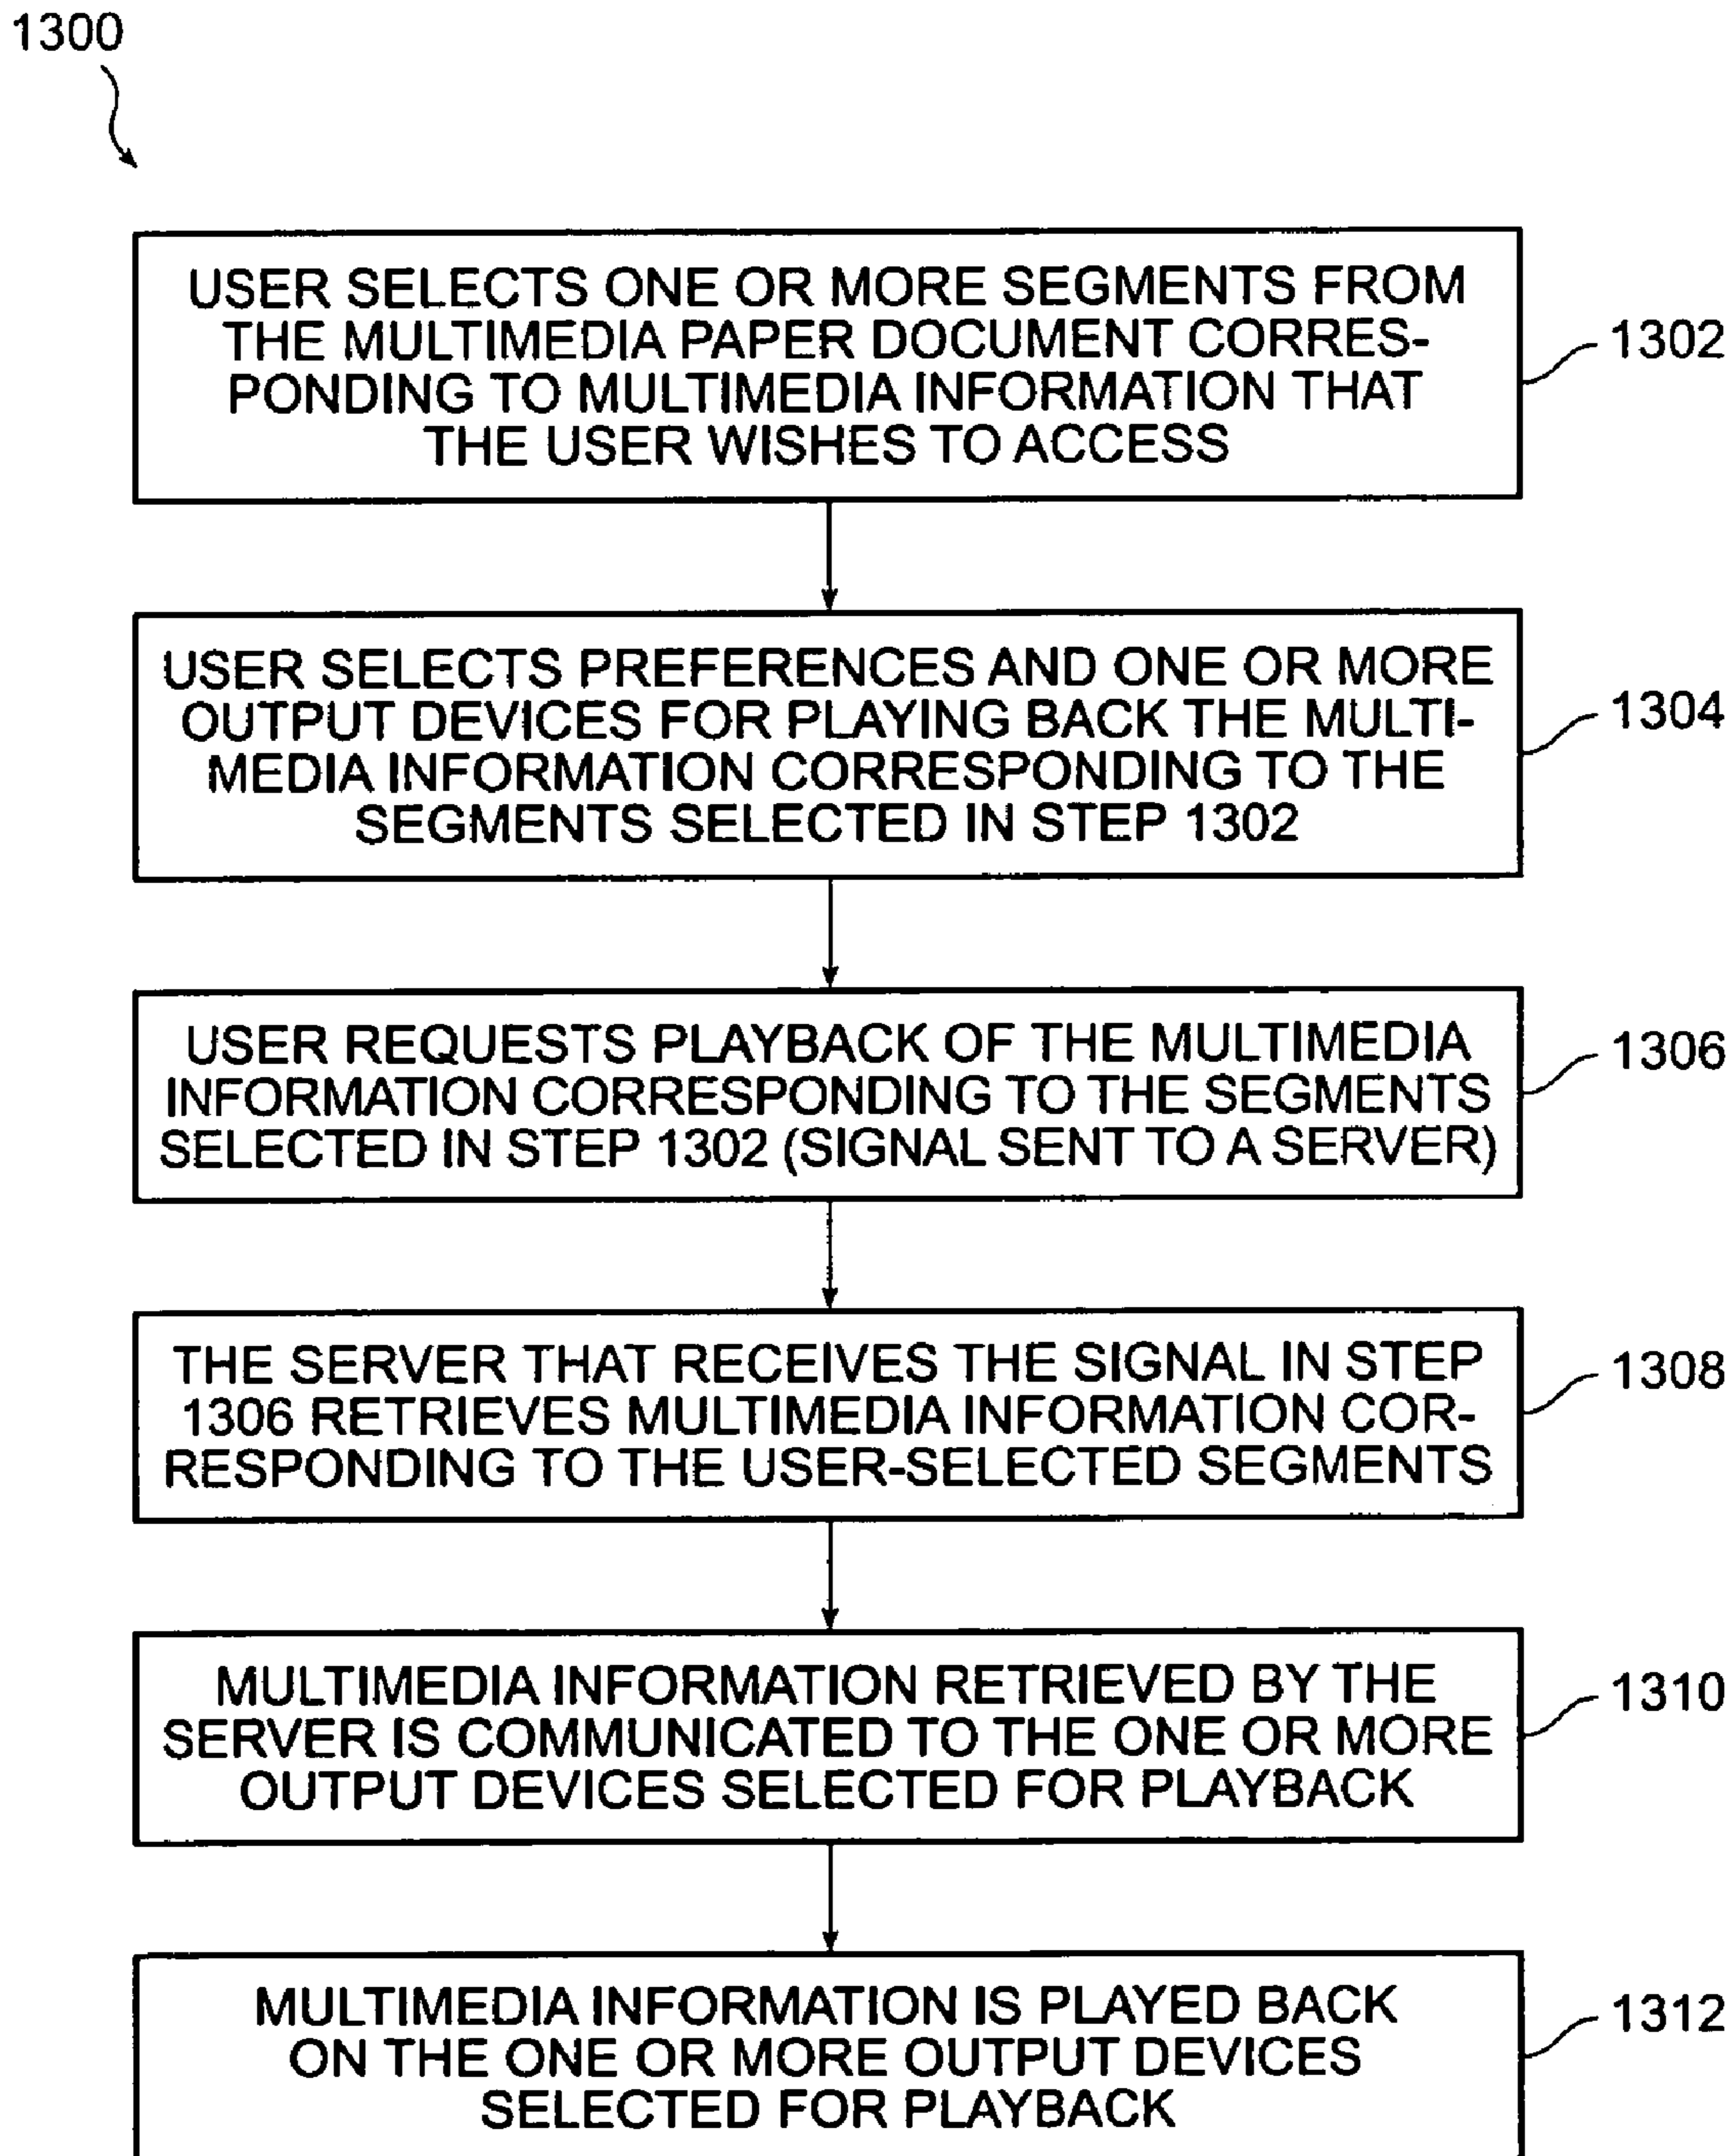 1300
USER SELECTS ONE OR MORE SEGMENTS FROM
THE MULTIMEDIA PAPER DOCUMENT CORRES-
PONDING TO MULTIMEDIA INFORMATION THAT
THE USER WISHES TO ACCESS
1302
USER SELECTS PREFERENCES AND ONE OR MORE
OUTPUT DEVICES FOR PLAYING BACK THE MULTI-
MEDIA INFORMATION CORRESPONDING TO THE
SEGMENTS SELECTED IN STEP 1302
1304
USER REQUESTS PLAYBACK OF THE MULTIMEDIA
INFORMATION CORRESPONDING TO THE SEGMENTS
SELECTED IN STEP 1302 (SIGNAL SENT TO A SERVER)
1306
THE SERVER THAT RECEIVES THE SIGNAL IN STEP
1306 RETRIEVES MULTIMEDIA INFORMATION COR-
RESPONDING TO THE USER-SELECTED SEGMENTS
1308
MULTIMEDIA INFORMATION RETRIEVED BY THE
SERVER IS COMMUNICATED TO THE ONE OR MORE
OUTPUT DEVICES SELECTED FOR PLAYBACK
1310
MULTIMEDIA INFORMATION IS PLAYED BACK
ON THE ONE OR MORE OUTPUT DEVICES
SELECTED FOR PLAYBACK
1312